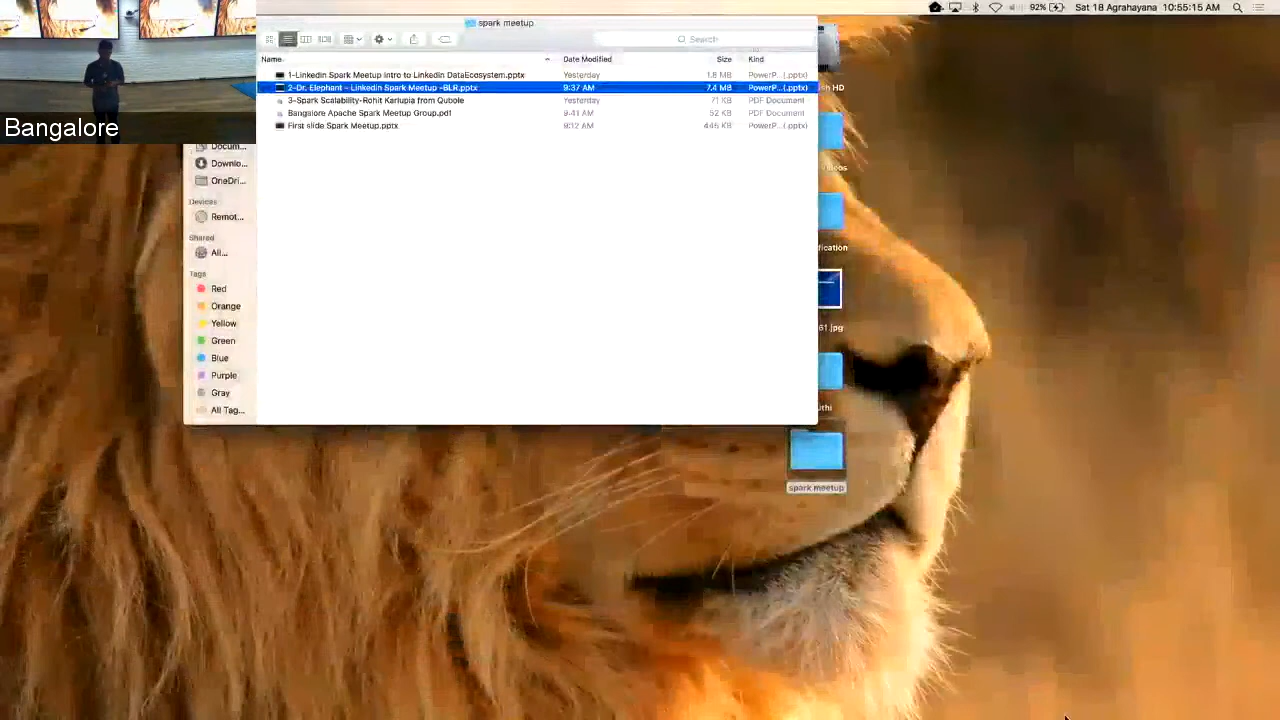 92%
Sat 18 Agrahayana 10:55:15 AM
spark meetup
Search
Name
Date Modified
Size
Kind
1-Linkedin Spark Meetup Intro to Linkedin DataEcosystem.pptx
Yesterday
1.8 MB
PowerP...(.pptx)
2-Dr. Elephant - Linkedin Spark Meetup -BLR.pptx
9:37 AM
7.4 MB
PowerP...(.pptx)
3-Spark Scalability-Rohit Karlupia from Qubole
Yesterday
71 KB
PDF Document
Bangalore Apache Spark Meetup Group.pdf
9:41 AM
52 KB
PDF Document
First slide Spark Meetup.pptx
9:12 AM
446 KB
PowerP...(.pptx)
Bangalore
Docum...
Downlo...
OneDri...
Devices
Remot...
Shared
All...
Tags
Red
Orange
Yellow
Green
Blue
Purple
Gray
All Tag...
sh HD
ification
61.jpg
uthi
spark meetup